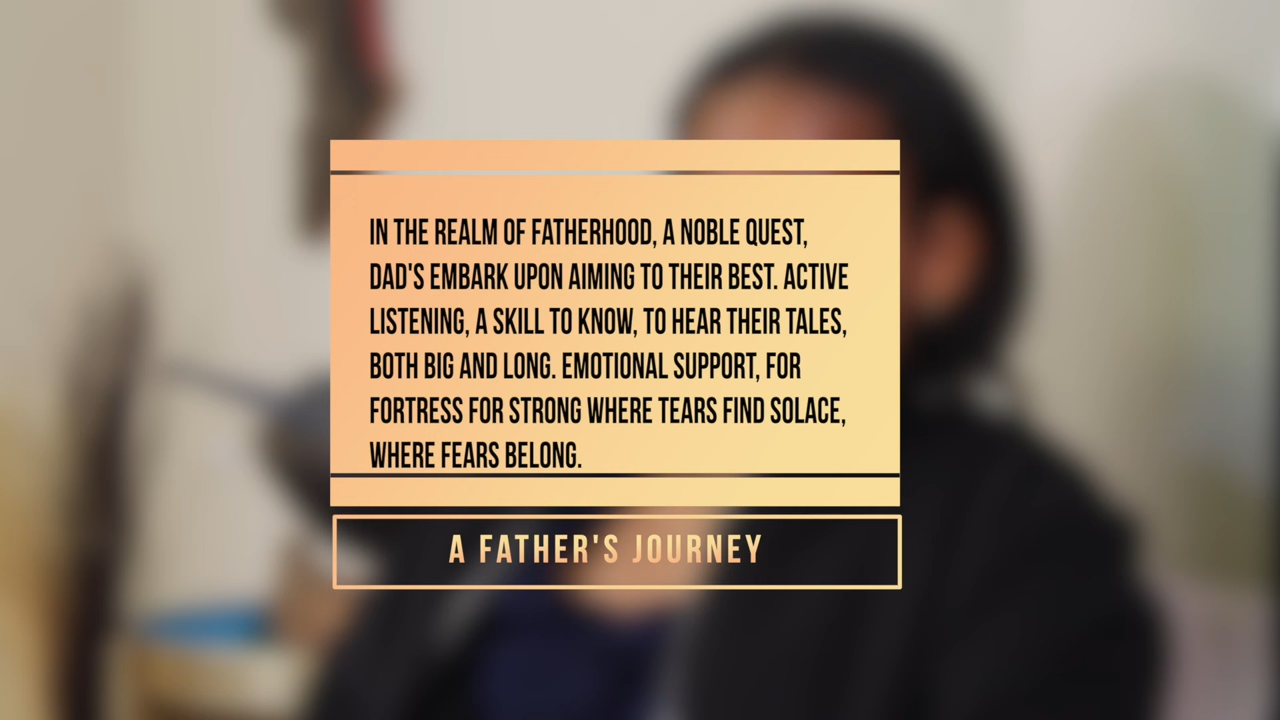 IN THE REALM OF FATHERHOOD, A NOBLE QUEST,
DAD'S EMBARK UPON AIMING TO THEIR BEST. ACTIVE
LISTENING, A SKILL TO KNOW, TO HEAR THEIR TALES,
BOTH BIG AND LONG. EMOTIONAL SUPPORT, FOR
FORTRESS FOR STRONG WHERE TEARS FIND SOLACE,
WHERE FEARS BELONG.
A FATHER'S JOURNEY